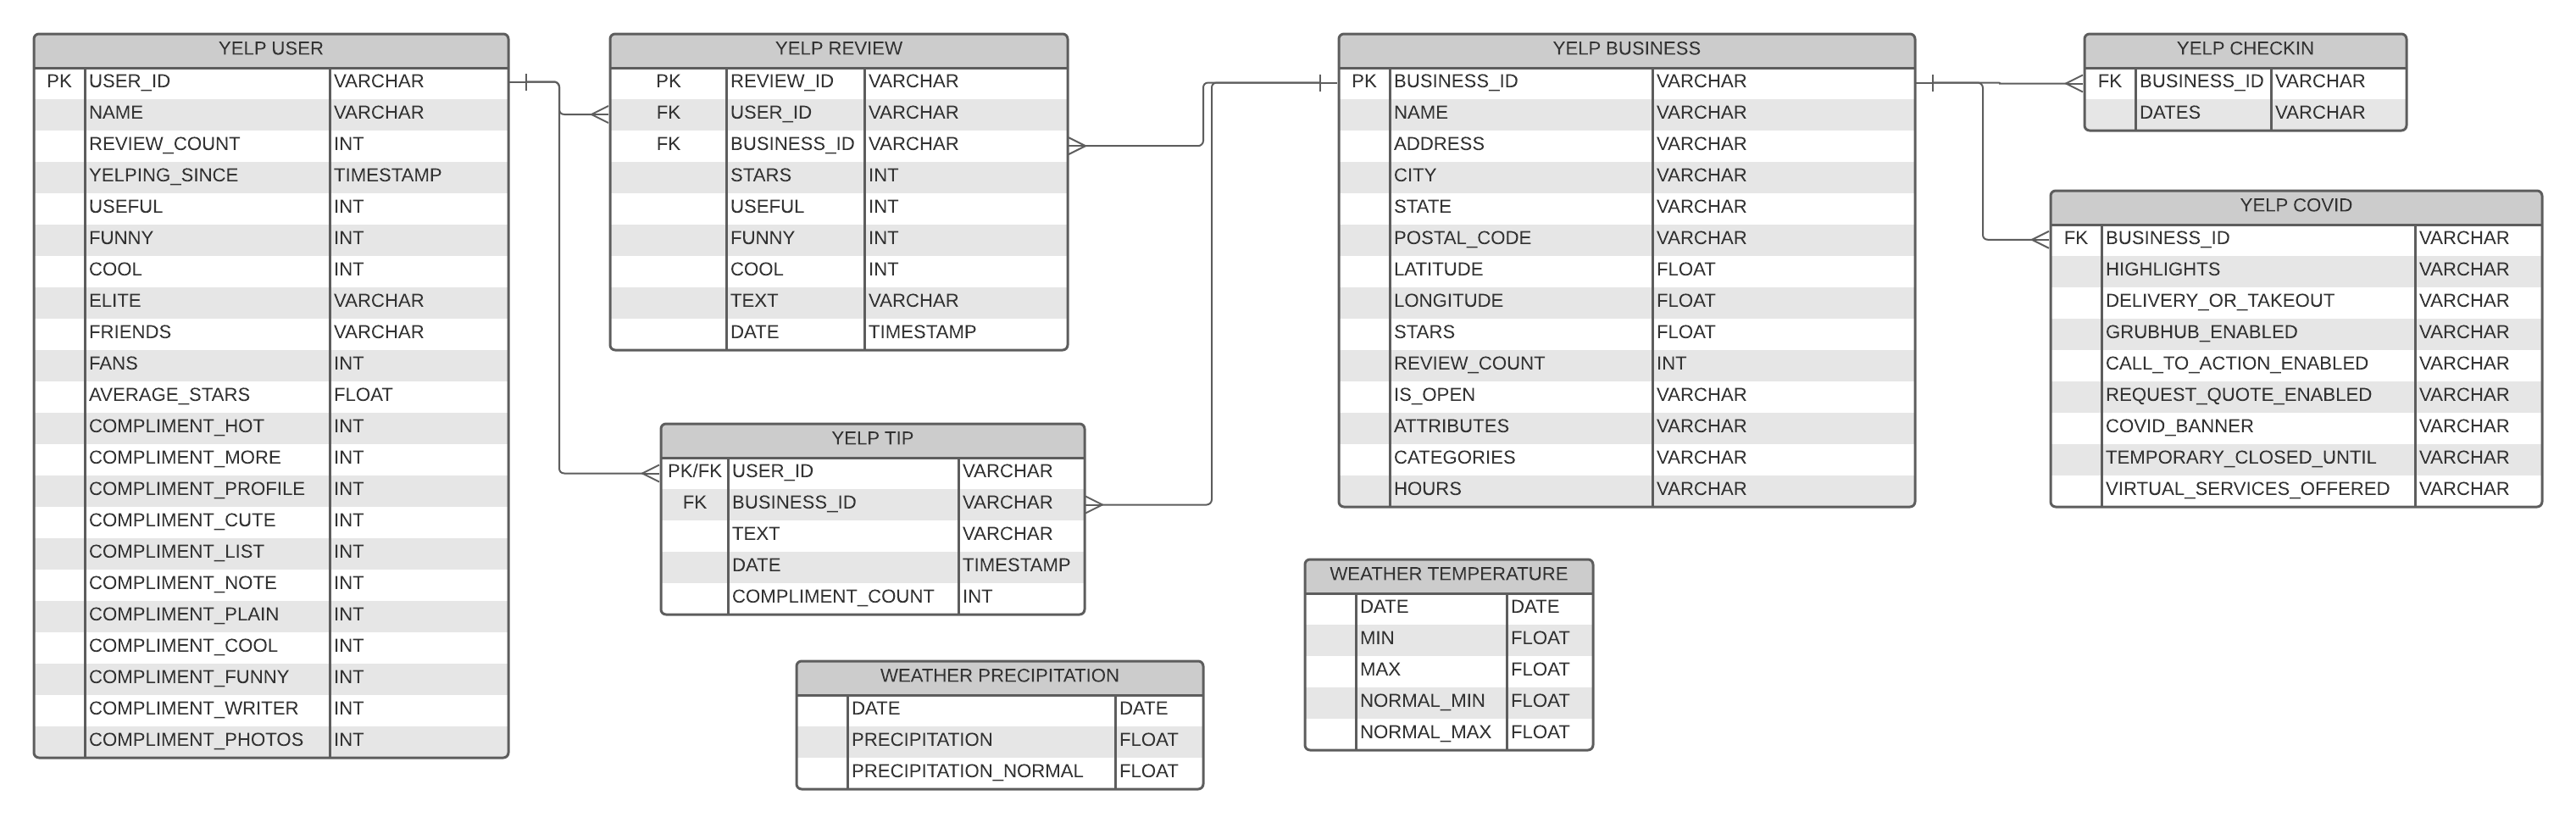 YELP USER
PK USER_ID VARCHAR
NAME VARCHAR
REVIEW_COUNT INT
YELPING_SINCE TIMESTAMP
USEFUL INT
FUNNY INT
COOL INT
ELITE VARCHAR
FRIENDS VARCHAR
FANS INT
AVERAGE_STARS FLOAT
COMPLIMENT_HOT INT
COMPLIMENT_MORE INT
COMPLIMENT_PROFILE INT
COMPLIMENT_CUTE INT
COMPLIMENT_LIST INT
COMPLIMENT_NOTE INT
COMPLIMENT_PLAIN INT
COMPLIMENT_COOL INT
COMPLIMENT_FUNNY INT
COMPLIMENT_WRITER INT
COMPLIMENT_PHOTOS INT
YELP REVIEW
PK REVIEW_ID VARCHAR
FK USER_ID VARCHAR
FK BUSINESS_ID VARCHAR
STARS INT
USEFUL INT
FUNNY INT
COOL INT
TEXT VARCHAR
DATE TIMESTAMP
YELP TIP
PK/FK USER_ID VARCHAR
FK BUSINESS_ID VARCHAR
TEXT VARCHAR
DATE TIMESTAMP
COMPLIMENT_COUNT INT
WEATHER PRECIPITATION
DATE DATE
PRECIPITATION FLOAT
PRECIPITATION_NORMAL FLOAT
YELP BUSINESS
PK BUSINESS_ID VARCHAR
NAME VARCHAR
ADDRESS VARCHAR
CITY VARCHAR
STATE VARCHAR
POSTAL_CODE VARCHAR
LATITUDE FLOAT
LONGITUDE FLOAT
STARS FLOAT
REVIEW_COUNT INT
IS_OPEN VARCHAR
ATTRIBUTES VARCHAR
CATEGORIES VARCHAR
HOURS VARCHAR
WEATHER TEMPERATURE
DATE DATE
MIN FLOAT
MAX FLOAT
NORMAL_MIN FLOAT
NORMAL_MAX FLOAT
YELP CHECKIN
FK BUSINESS_ID VARCHAR
DATES VARCHAR
YELP COVID
FK BUSINESS_ID VARCHAR
HIGHLIGHTS VARCHAR
DELIVERY_OR_TAKEOUT VARCHAR
GRUBHUB_ENABLED VARCHAR
CALL_TO_ACTION_ENABLED VARCHAR
REQUEST_QUOTE_ENABLED VARCHAR
COVID_BANNER VARCHAR
TEMPORARY_CLOSED_UNTIL VARCHAR
VIRTUAL_SERVICES_OFFERED VARCHAR